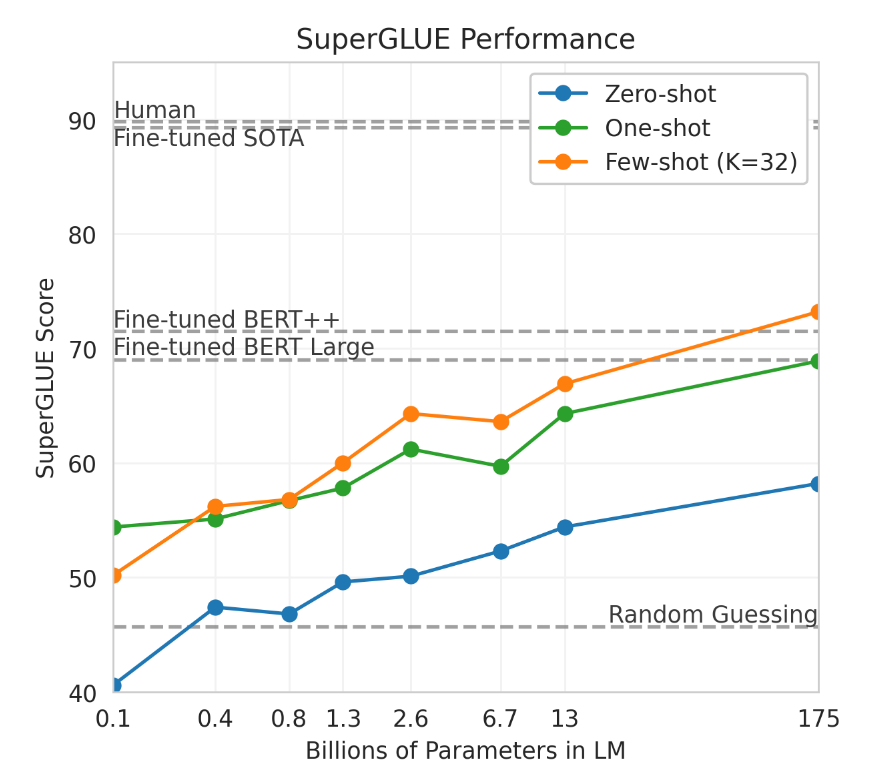 SuperGLUE Performance
Zero-shot
One-shot
Few-shot (K=32)
Human
Fine-tuned SOTA
Fine-tuned BERT++
Fine-tuned BERT Large
Random Guessing
SuperGLUE Score
90
80
70
60
50
40
0.1 0.4 0.8 1.3 2.6 6.7 13 175
Billions of Parameters in LM